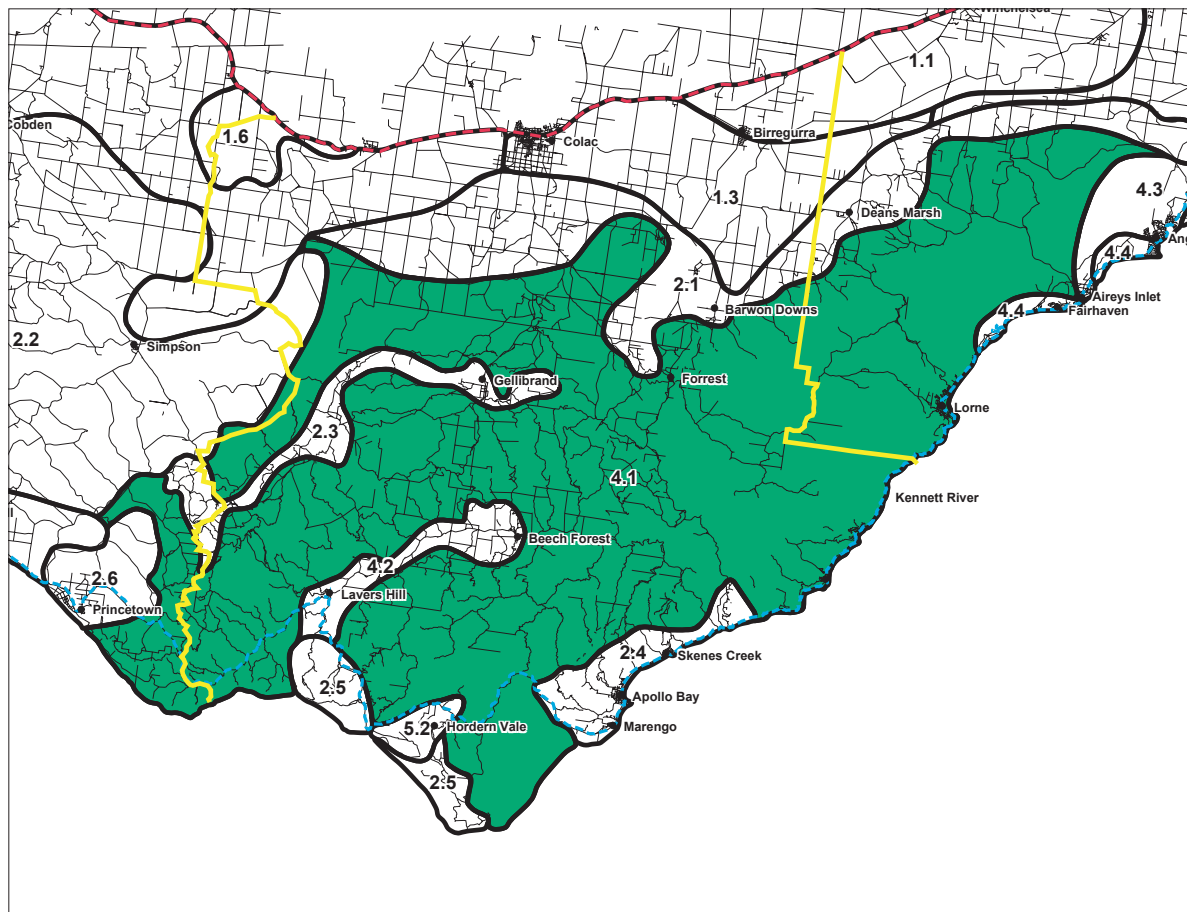 Winchelsea
1.1
Cobden
1.6
Birregurra
Colac
4.3
1.3
Deans Marsh
Ang
4.4
2.1
Aireys Inlet
Barwon Downs
Fairhaven
4.4
2.2
Simpson
Gellibrand
Forrest
Lorne
2.3
4.1
Kennett River
Beech Forest
4.2
2.6
Lavers Hill
Princetown
2.4
Skenes Creek
2.5
Apollo Bay
5.2
Hordern Vale
Marengo
2.5